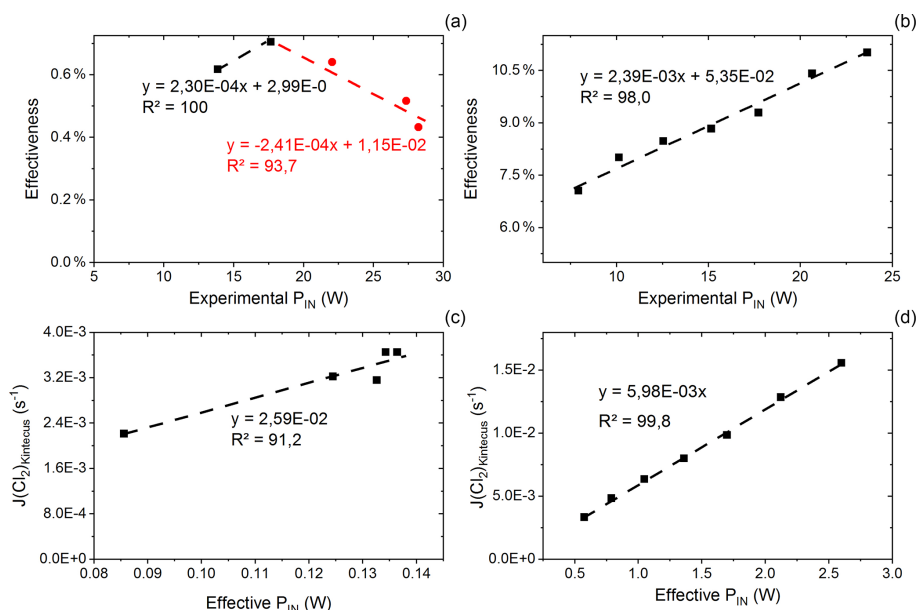 (a)
Effectiveness
0.6 %
0.4 %
0.2 %
0.0 %
y = 2,30E-04x + 2,99E-0
R² = 100
y = -2,41E-04x + 1,15E-02
R² = 93,7
5 10 15 20 25 30
Experimental P_IN (W)
(b)
Effectiveness
10.5 %
9.0 %
7.5 %
6.0 %
y = 2,39E-03x + 5,35E-02
R² = 98,0
10 15 20 25
Experimental P_IN (W)
(c)
J(Cl₂)_Kintecus (s⁻¹)
4.0E-3
3.2E-3
2.4E-3
1.6E-3
8.0E-4
0.0E+0
y = 2,59E-02
R² = 91,2
0.08 0.09 0.10 0.11 0.12 0.13 0.14
Effective P_IN (W)
(d)
J(Cl₂)_Kintecus (s⁻¹)
1.5E-2
1.0E-2
5.0E-3
0.0E+0
y = 5,98E-03x
R² = 99,8
0.5 1.0 1.5 2.0 2.5 3.0
Effective P_IN (W)